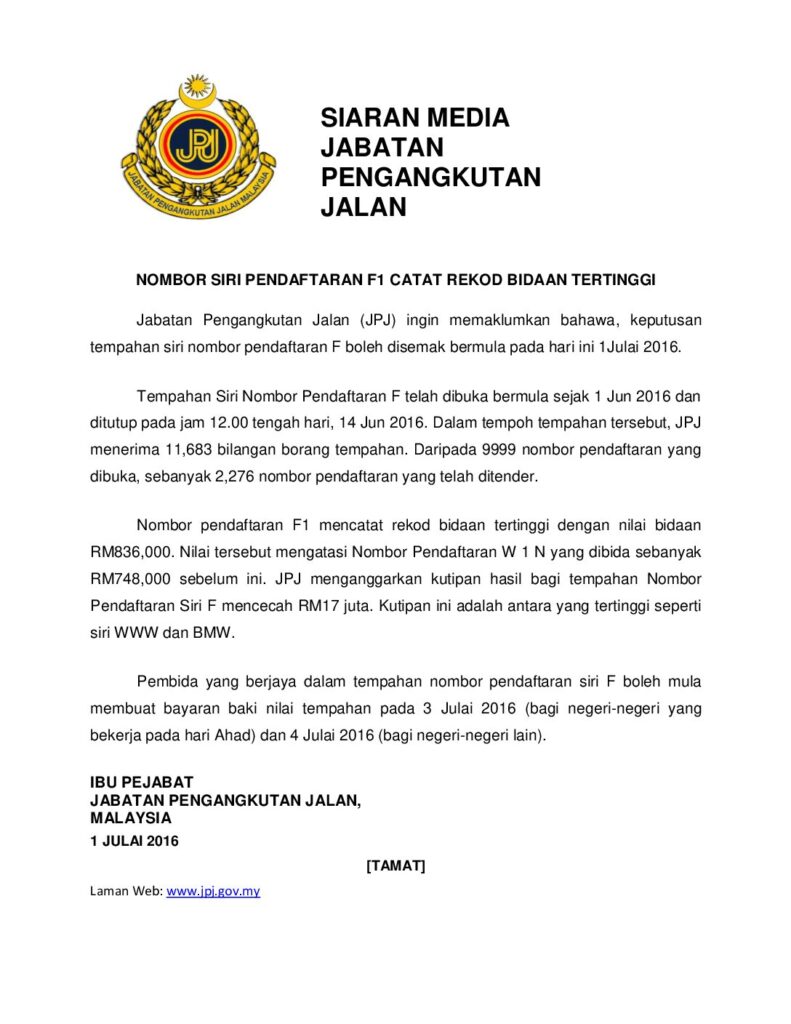 JPJ
JABATAN PENGANGKUTAN JALAN MALAYSIA
SIARAN MEDIA
JABATAN
PENGANGKUTAN
JALAN
NOMBOR SIRI PENDAFTARAN F1 CATAT REKOD BIDAAN TERTINGGI
Jabatan Pengangkutan Jalan (JPJ) ingin memaklumkan bahawa, keputusan
tempahan siri nombor pendaftaran F boleh disemak bermula pada hari ini 1Julai 2016.
Tempahan Siri Nombor Pendaftaran F telah dibuka bermula sejak 1 Jun 2016 dan
ditutup pada jam 12.00 tengah hari, 14 Jun 2016. Dalam tempoh tempahan tersebut, JPJ
menerima 11,683 bilangan borang tempahan. Daripada 9999 nombor pendaftaran yang
dibuka, sebanyak 2,276 nombor pendaftaran yang telah ditender.
Nombor pendaftaran F1 mencatat rekod bidaan tertinggi dengan nilai bidaan
RM836,000. Nilai tersebut mengatasi Nombor Pendaftaran W 1 N yang dibida sebanyak
RM748,000 sebelum ini. JPJ menganggarkan kutipan hasil bagi tempahan Nombor
Pendaftaran Siri F mencecah RM17 juta. Kutipan ini adalah antara yang tertinggi seperti
siri WWW dan BMW.
Pembida yang berjaya dalam tempahan nombor pendaftaran siri F boleh mula
membuat bayaran baki nilai tempahan pada 3 Julai 2016 (bagi negeri-negeri yang
bekerja pada hari Ahad) dan 4 Julai 2016 (bagi negeri-negeri lain).
IBU PEJABAT
JABATAN PENGANGKUTAN JALAN,
MALAYSIA
1 JULAI 2016
[TAMAT]
Laman Web: www.jpj.gov.my